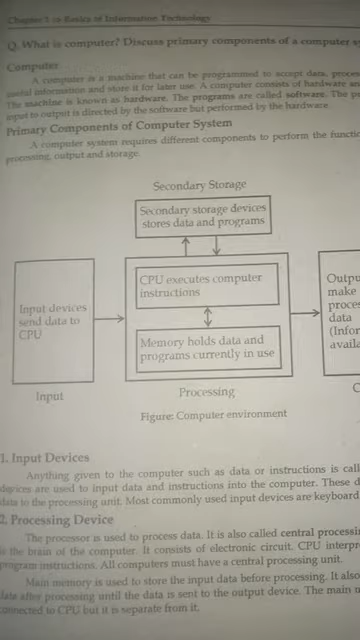 Chapter 1 ⇒ Basics of Information Technology
Q. What is computer? Discuss primary components of a computer
Computer
A computer is a machine that can be programmed to accept data,
useful information and store it for later use. A computer consists of hardware
The machine is known as hardware. The programs are called software. The
input to output is directed by the software but performed by the hardware.
Primary Components of Computer System
A computer system requires different components to perform the
processing, output and storage.
Secondary Storage
Secondary storage devices
stores data and programs
CPU executes computer
instructions
Memory holds data and
programs currently in use
Input devices
send data to
CPU
Outpu
make
proces
data
(Infor
availa
Input
Processing
Figure: Computer environment
1. Input Devices
Anything given to the computer such as data or instructions is
devices are used to input data and instructions into the computer. These
data to the processing unit. Most commonly used input devices are keyboard
2. Processing Device
The processor is used to process data. It is also called central
is the brain of the computer. It consists of electronic circuit. CPU
program instructions. All computers must have a central processing unit.
Main memory is used to store the input data before processing. It also
date after processing until the data is sent to the output device. The main
connected to CPU but it is separate from it.